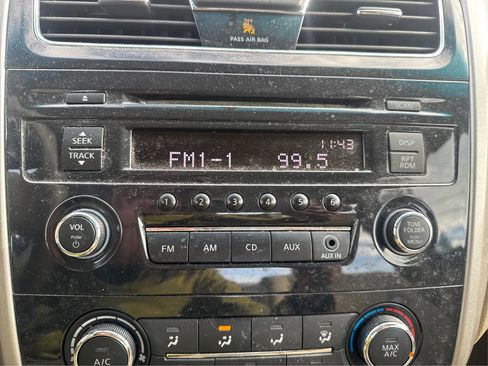 OFF
PASS AIR BAG
SCAN
SEEK
TRACK
11:43
FM1-1 99.5
DISP
RPT
RDM
1 2 3 4 5 6
VOL
PUSH
TUNE
FOLDER
MENU
FM AM CD AUX
AUX IN
A/C
MAX
A/C